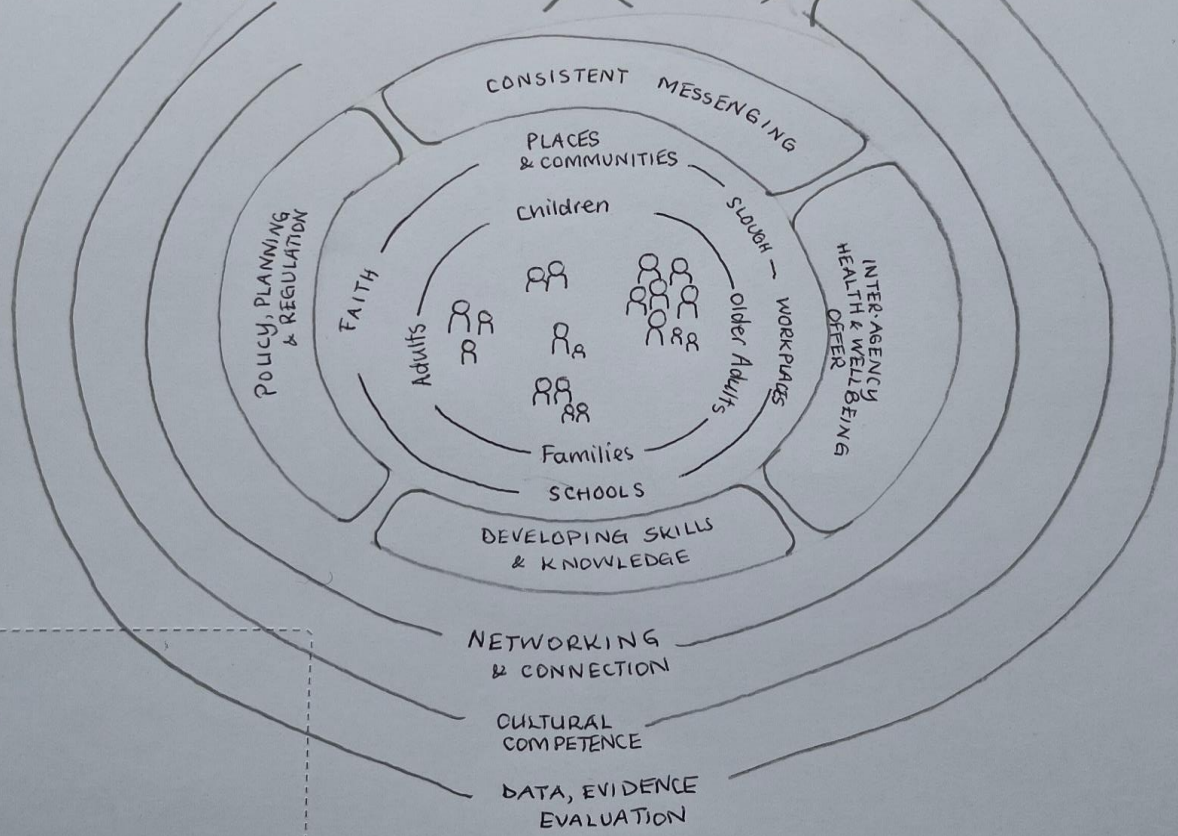 CONSISTENT MESSENGING
PLACES
& COMMUNITIES
Children
SLOUGH
FAITH
Adults
older Adults
WORKPLACES
POLICY, PLANNING
& REGULATION
INTER-AGENCY
HEALTH & WELLBEING
OFFER
Families
SCHOOLS
DEVELOPING SKILLS
& KNOWLEDGE
NETWORKING
& CONNECTION
CULTURAL
COMPETENCE
DATA, EVIDENCE
EVALUATION